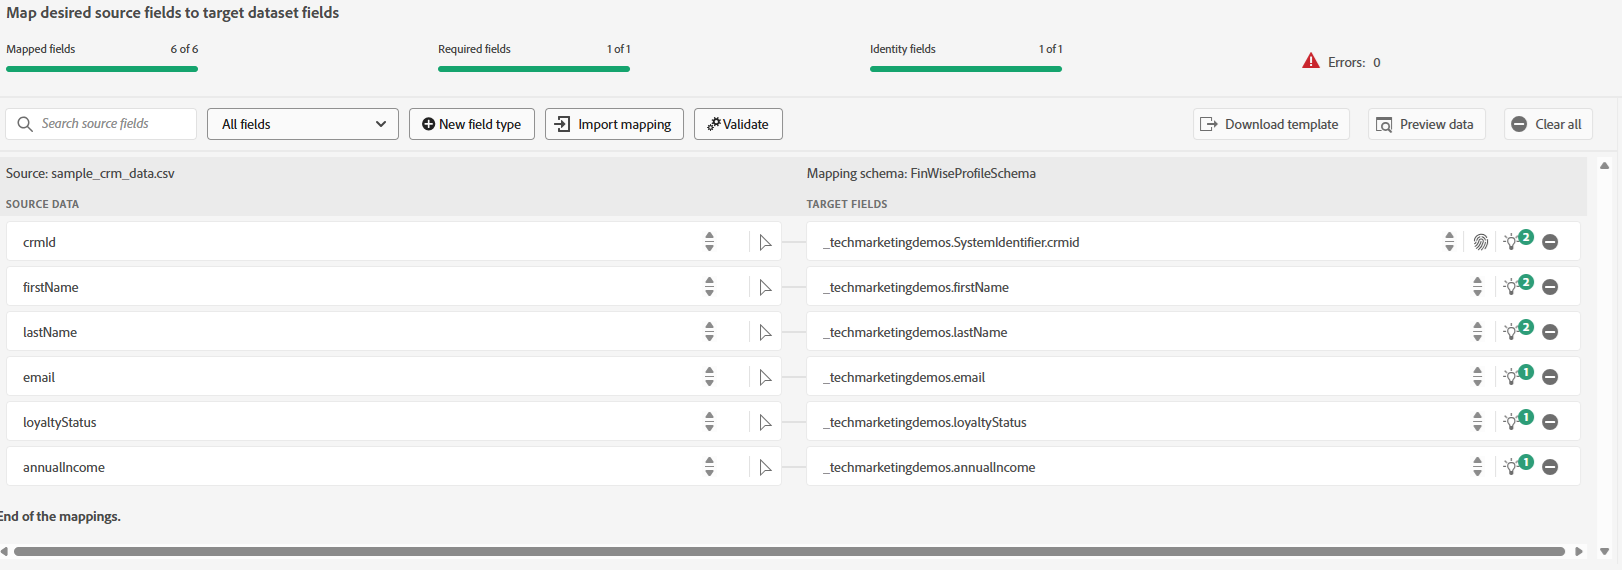 Map desired source fields to target dataset fields
Mapped fields 6 of 6 Required fields 1 of 1 Identity fields 1 of 1
Errors: 0
Search source fields All fields New field type Import mapping Validate Download template Preview data Clear all
Source: sample_crm_data.csv Mapping schema: FinWiseProfileSchema
SOURCE DATA TARGET FIELDS
crmId _techmarketingdemos.SystemIdentifier.crmid 2
firstName _techmarketingdemos.firstName 2
lastName _techmarketingdemos.lastName 2
email _techmarketingdemos.email 1
loyaltyStatus _techmarketingdemos.loyaltyStatus 1
annualIncome _techmarketingdemos.annualIncome 1
End of the mappings.